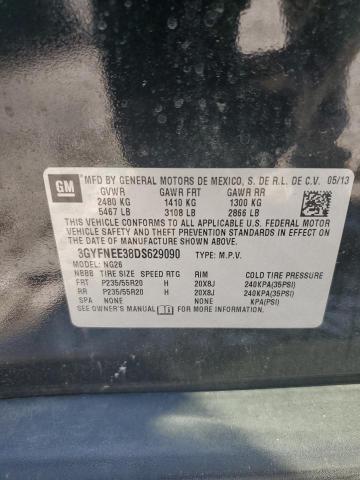 GM
MFD BY GENERAL MOTORS DE MEXICO, S. DE R.L. DE C.V. 05/13
GVWR GAWR FRT GAWR RR
2480 KG 1410 KG 1300 KG
5467 LB 3108 LB 2866 LB
THIS VEHICLE CONFORMS TO ALL APPLICABLE U.S. FEDERAL MOTOR
VEHICLE SAFETY, BUMPER, AND THEFT PREVENTION STANDARDS
IN EFFECT ON THE DATE OF MANUFACTURE SHOWN ABOVE.
3GYFNEE38DS629090 TYPE: M.P.V.
MODEL: NG26
NBBB TIRE SIZE SPEED RTG RIM COLD TIRE PRESSURE
FRT P235/55R20 H 20X8J 240KPA(35PSI)
RR P235/55R20 H 20X8J 240KPA(35PSI)
SPA NONE NONE KPA(PSI)
SEE OWNER'S MANUAL FOR MORE INFORMATION.